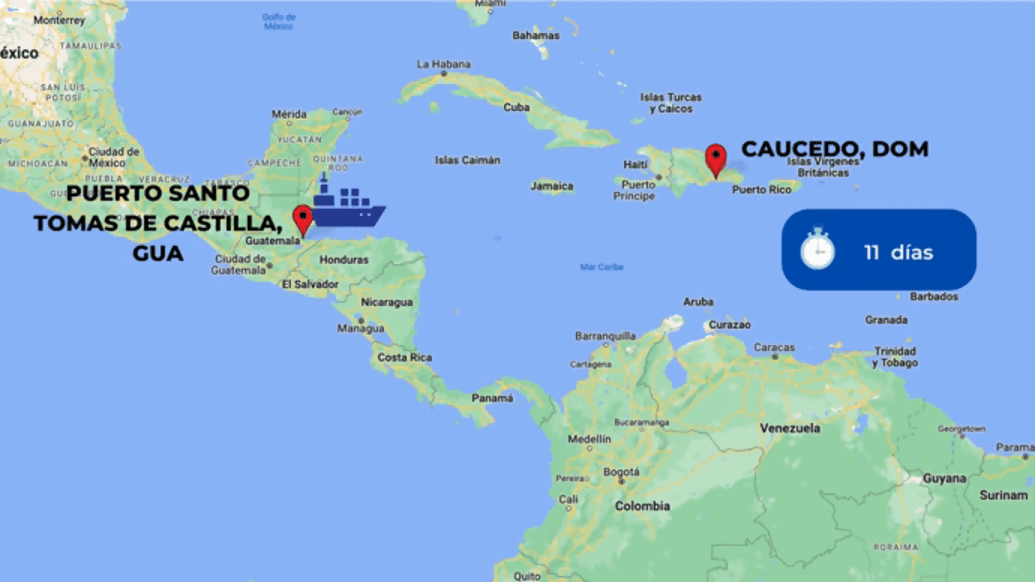 Miami
Monterrey
Golfo de
México
Bahamas
TAMAULIPAS
éxico
La Habana
SAN LUIS
POTOSÍ
Islas Turcas
y Caicos
Cuba
Mérida
Cancún
GUANAJUATO
YUCATÁN
Ciudad de
México
MICHOACÁN
CAMPECHE
QUINTANA
ROO
Islas Caimán
Haití
CAUCEDO, DOM
Islas Vírgenes
Británicas
PUEBLA
VERACRUZ
TABASCO
Jamaica
Puerto
Príncipe
Puerto Rico
PUERTO SANTO
TOMAS DE CASTILLA,
GUA
CHIAPAS
Guatemala
Ciudad de
Guatemala
Honduras
El Salvador
Mar Caribe
11 días
Nicaragua
Managua
Aruba
Curazao
Barbados
Granada
Costa Rica
Barranquilla
Cartagena
Caracas
Trinidad
y Tobago
Panamá
Bucaramanga
Venezuela
Georgetown
Medellín
Parama
Pereira
Bogotá
Guyana
Cali
Colombia
Surinam
RORAIMA
Quito